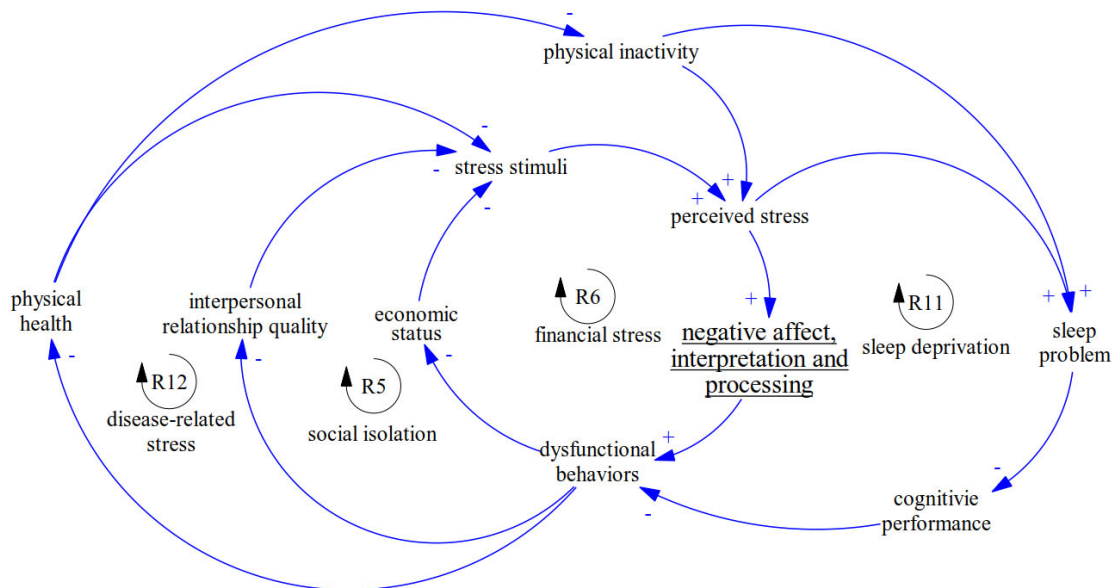 -
physical inactivity
-
-
stress stimuli
-
+
+
perceived stress
physical
health
interpersonal
relationship quality
economic
status
R6
financial stress
+
negative affect,
interpretation and
processing
R11
sleep deprivation
+
+
sleep
problem
-
-
-
R12
disease-related
stress
R5
social isolation
+
dysfunctional
behaviors
-
-
cognitivie
performance